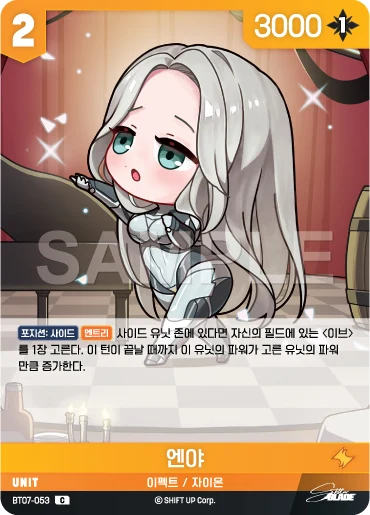 2
3000 1
SAMPLE
포지션: 사이드 엔트리 사이드 유닛 존에 있다면 자신의 필드에 있는 <이브>
를 1장 고른다. 이 턴이 끝날 때까지 이 유닛의 파워가 고른 유닛의 파워
만큼 증가한다.
엔야
UNIT
이펙트 / 자이온
BT07-053 C
© SHIFT UP Corp.
Stellar BLADE